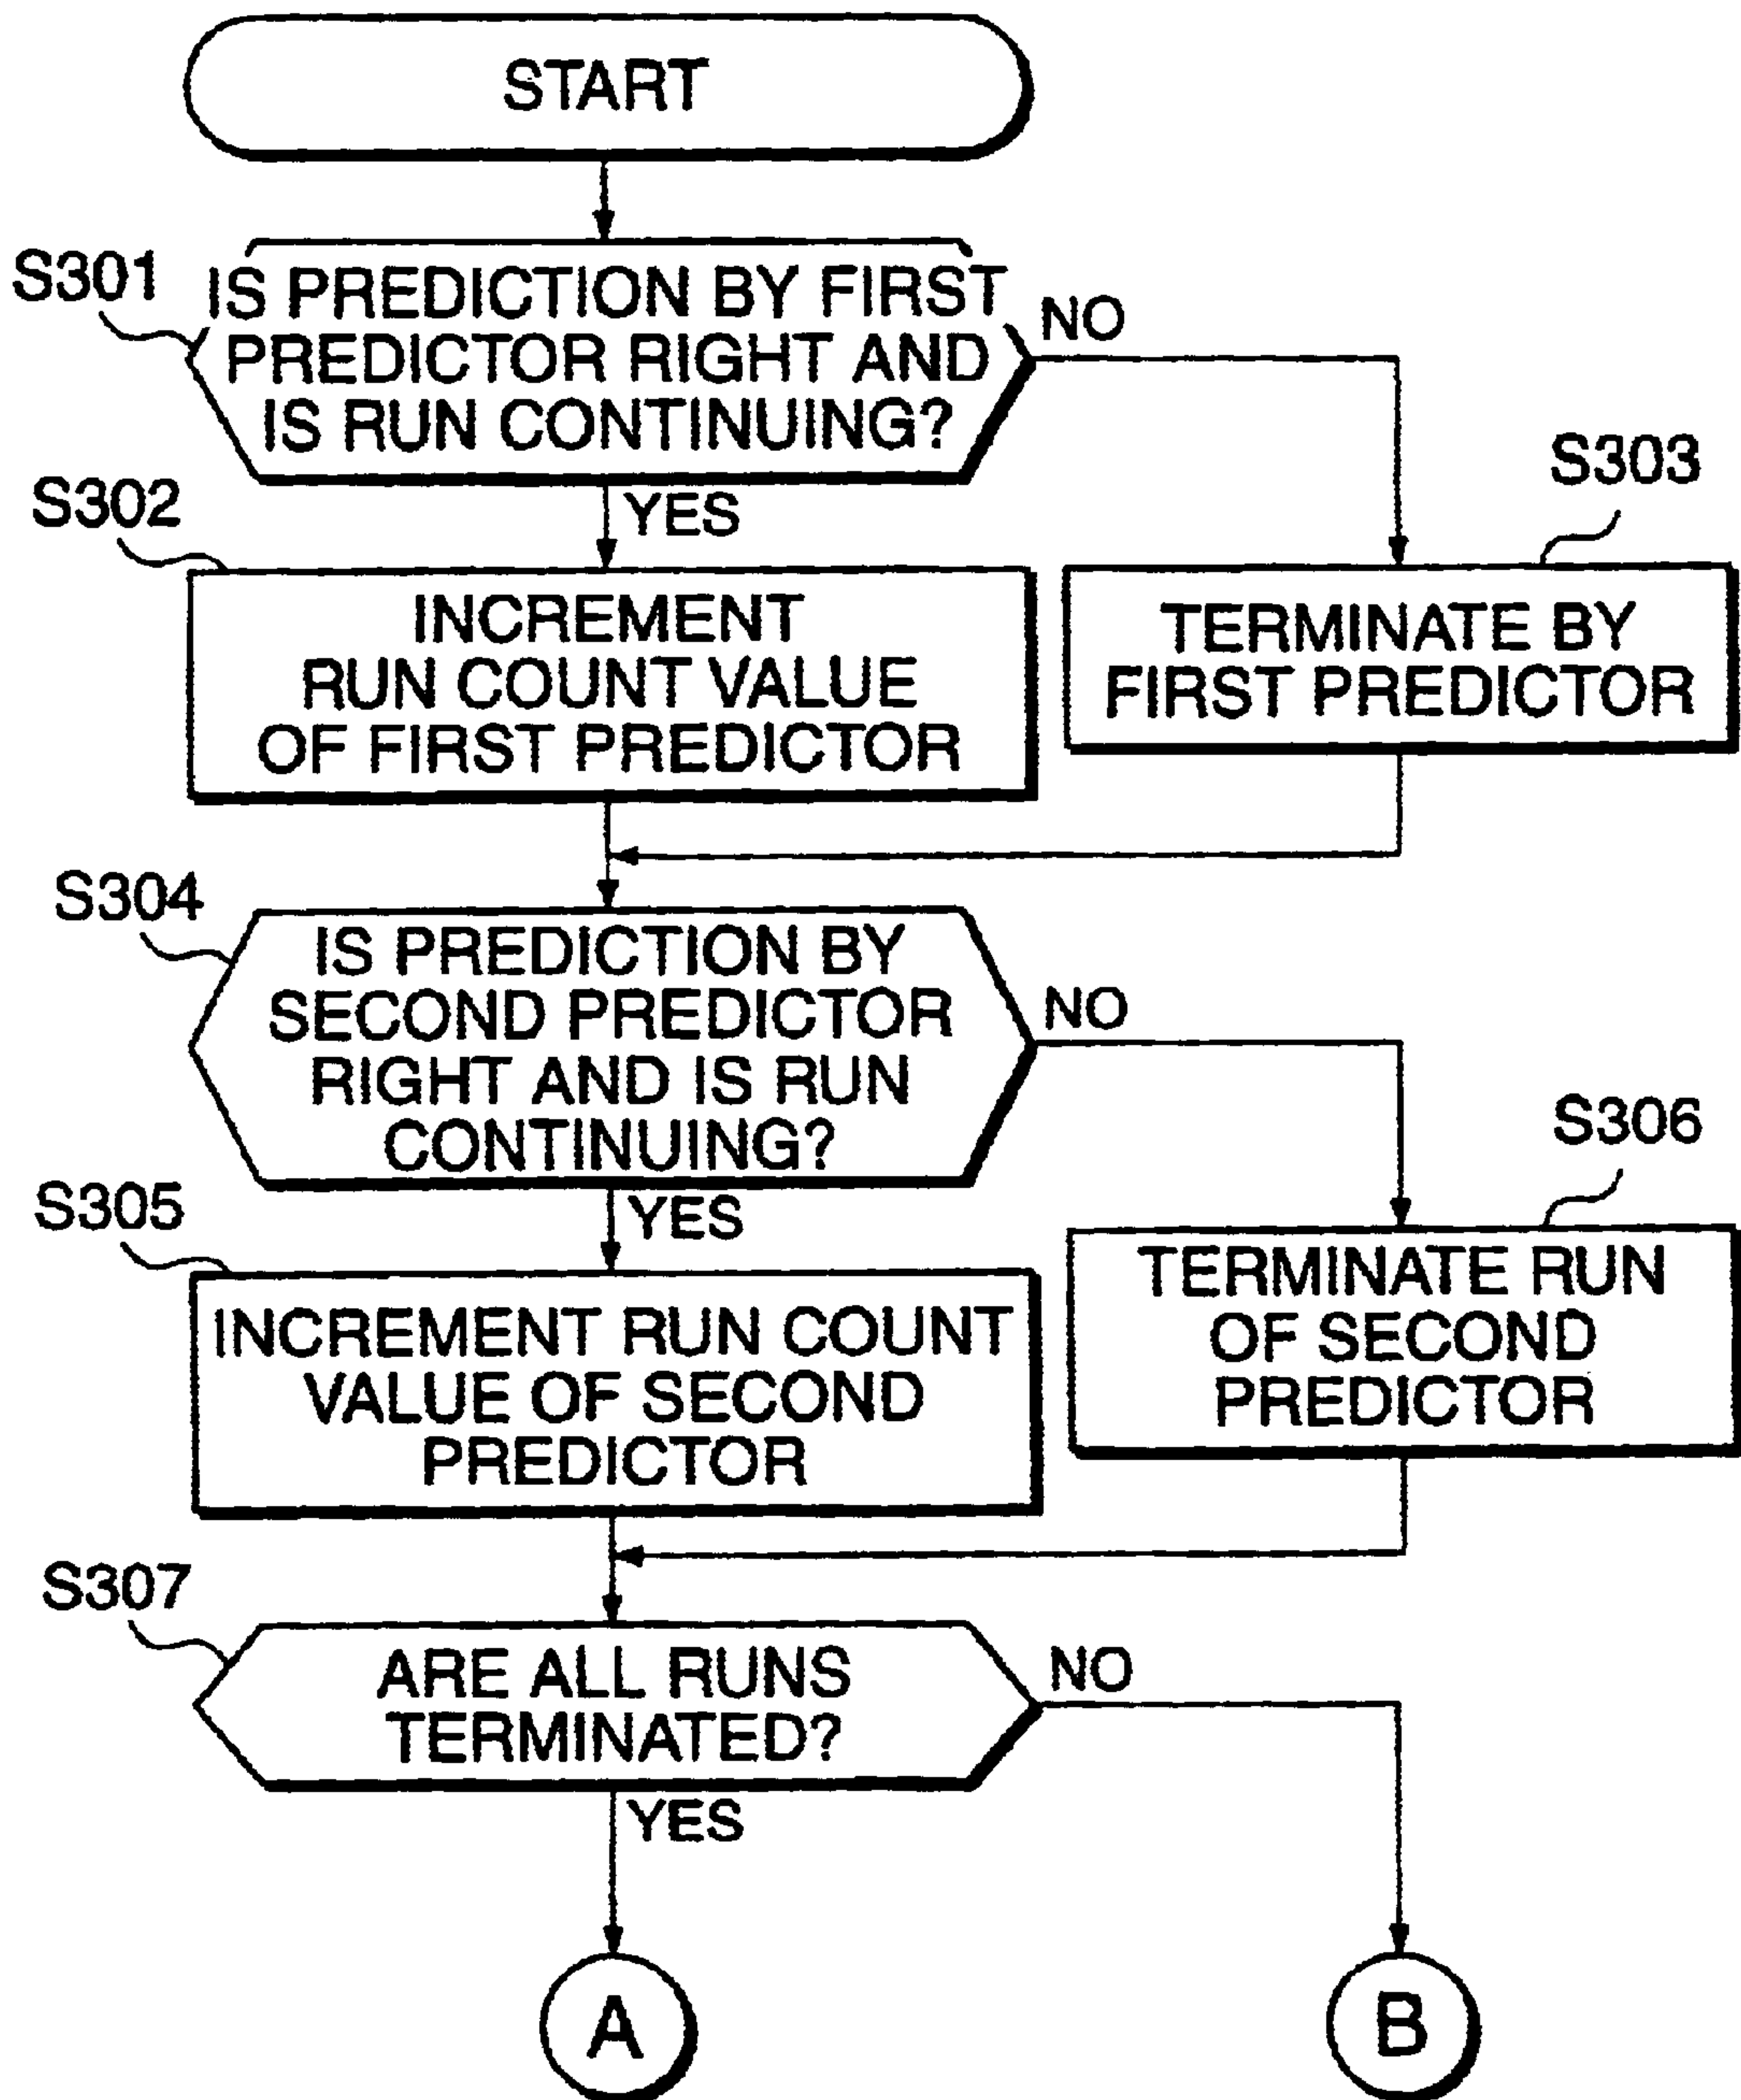 START
S301
IS PREDICTION BY FIRST
PREDICTOR RIGHT AND
IS RUN CONTINUING?
NO
YES
S302
INCREMENT
RUN COUNT VALUE
OF FIRST PREDICTOR
S303
TERMINATE BY
FIRST PREDICTOR
S304
IS PREDICTION BY
SECOND PREDICTOR
RIGHT AND IS RUN
CONTINUING?
NO
YES
S305
INCREMENT RUN COUNT
VALUE OF SECOND
PREDICTOR
S306
TERMINATE RUN
OF SECOND
PREDICTOR
S307
ARE ALL RUNS
TERMINATED?
NO
YES
A
B